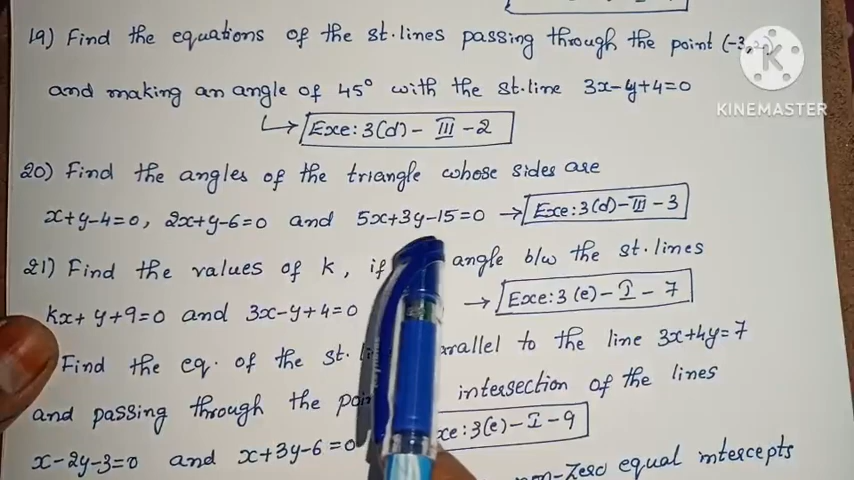 19) Find the equations of the st.lines passing through the point (-3,
KINEMASTER
and making an angle of 45° with the st.line 3x-y+4=0
Exe: 3(d)- III -2
20) Find the angles of the triangle whose sides are
x+y-4=0, 2x+y-6=0 and 5x+3y-15=0 → Exe: 3(d)-III-3
21) Find the values of k, if angle b/w the st.lines
kx+y+9=0 and 3x-y+4=0 → Exe: 3(e)- I - 7
Find the eq. of the st. to the line 3x+4y=7
and passing through the intersection of the lines
x-2y-3=0 and x+3y-6=0 3(e)-I-9
non-zero equal intercepts